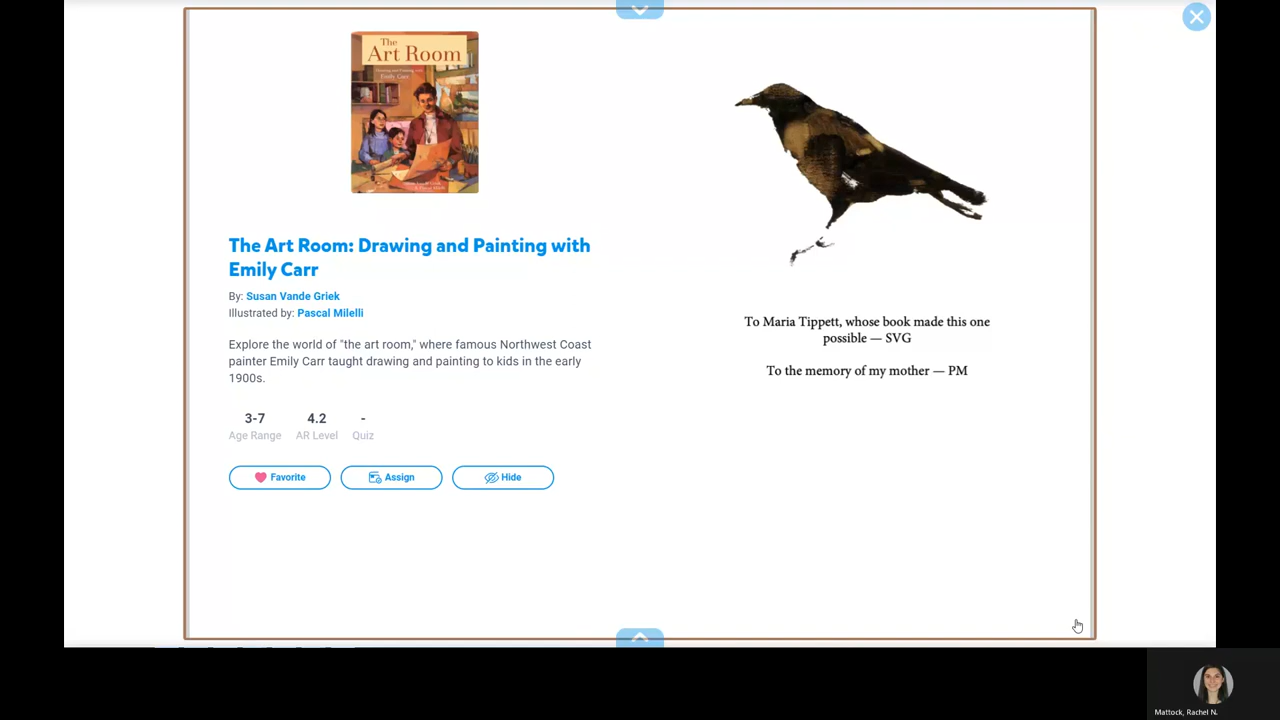 The
Art Room
Emily Carr
The Art Room: Drawing and Painting with
Emily Carr
By: Susan Vande Griek
Illustrated by: Pascal Milelli
Explore the world of "the art room," where famous Northwest Coast
painter Emily Carr taught drawing and painting to kids in the early
1900s.
3-7 4.2 -
Age Range AR Level Quiz
Favorite Assign Hide
To Maria Tippett, whose book made this one
possible — SVG
To the memory of my mother — PM
Mattock, Rachel N.